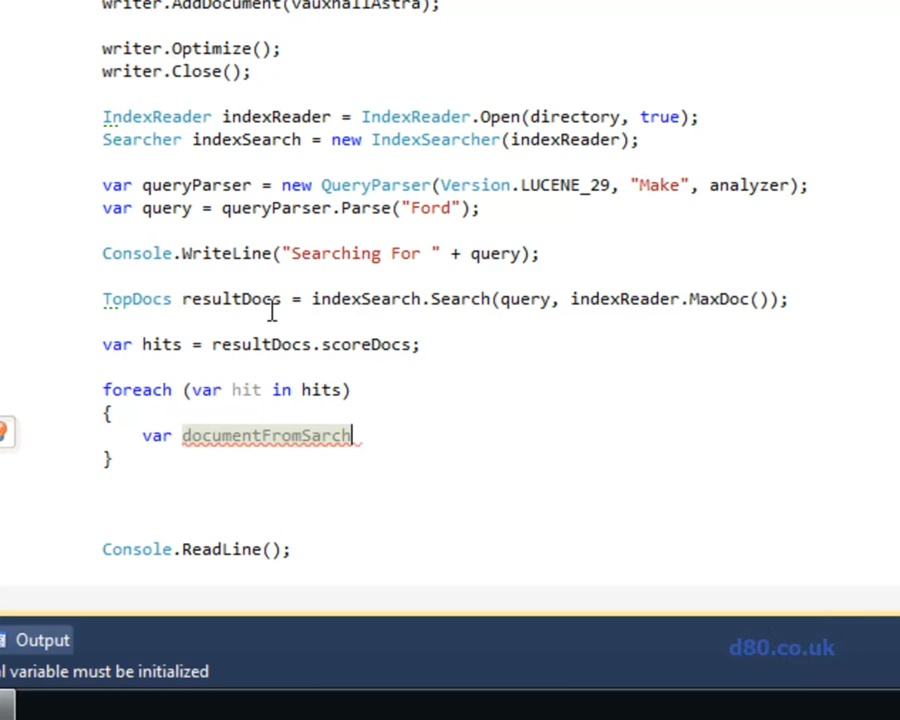 writer.AddDocument(vauxhallAstra);
writer.Optimize();
writer.Close();
IndexReader indexReader = IndexReader.Open(directory, true);
Searcher indexSearch = new IndexSearcher(indexReader);
var queryParser = new QueryParser(Version.LUCENE_29, "Make", analyzer);
var query = queryParser.Parse("Ford");
Console.WriteLine("Searching For " + query);
TopDocs resultDocs = indexSearch.Search(query, indexReader.MaxDoc());
var hits = resultDocs.scoreDocs;
foreach (var hit in hits)
{
var documentFromSarch
}
Console.ReadLine();
Output
d80.co.uk
l variable must be initialized